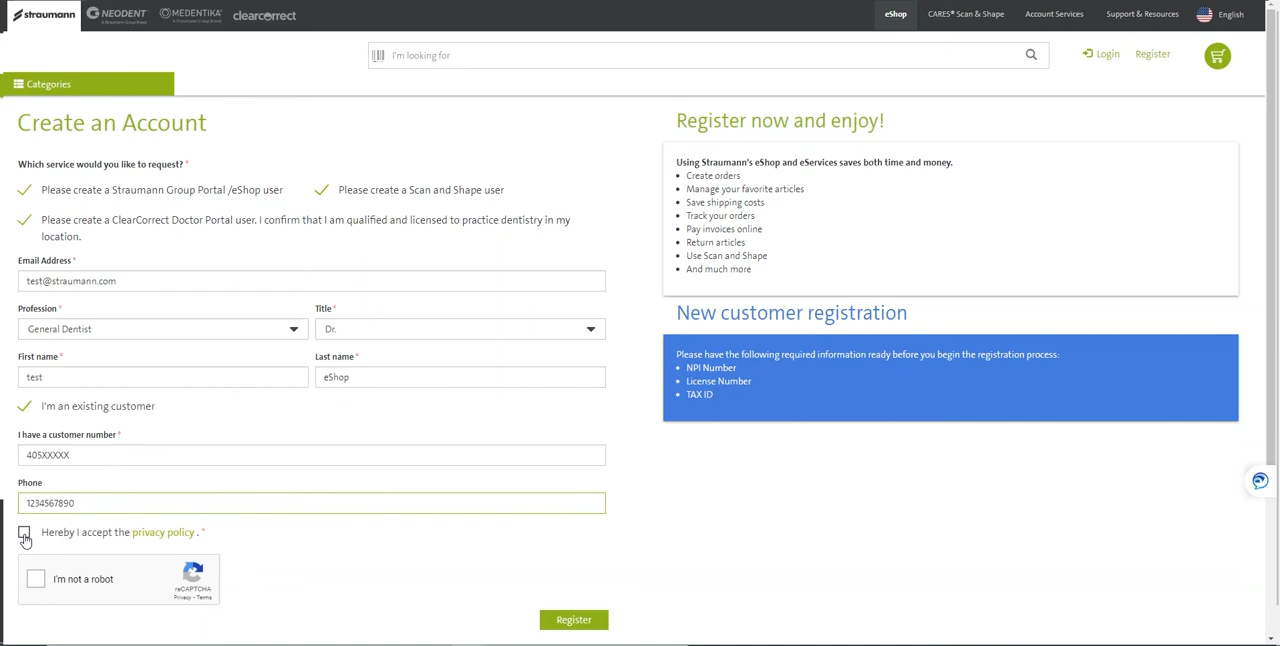 straumann
NEODENT
A Straumann Group Brand
MEDENTIKA
A Straumann Group Brand
clearcorrect
eShop
CARES® Scan & Shape
Account Services
Support & Resources
English
I'm looking for
Login
Register
Categories
Create an Account
Which service would you like to request? *
Please create a Straumann Group Portal /eShop user
Please create a Scan and Shape user
Please create a ClearCorrect Doctor Portal user. I confirm that I am qualified and licensed to practice dentistry in my
location.
Email Address *
test@straumann.com
Profession *
Title *
General Dentist
Dr.
First name *
Last name *
test
eShop
I'm an existing customer
I have a customer number *
405XXXXX
Phone
1234567890
Hereby I accept the privacy policy . *
I'm not a robot
reCAPTCHA
Privacy - Terms
Register
Register now and enjoy!
Using Straumann's eShop and eServices saves both time and money.
Create orders
Manage your favorite articles
Save shipping costs
Track your orders
Pay invoices online
Return articles
Use Scan and Shape
And much more
New customer registration
Please have the following required information ready before you begin the registration process:
NPI Number
License Number
TAX ID